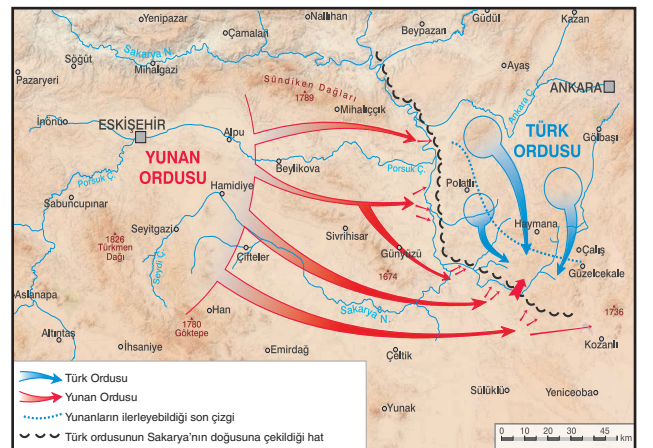 Yenipazar
Nallıhan
Güdül
Kazan
Çamalan
Beypazarı
Sakarya N.
Söğüt
Mihalgazi
Ayaş
Pazaryeri
Sündiken Dağları
1789
ANKARA
Mihalıççık
Ankara Ç.
İnönü
ESKİŞEHİR
Alpu
TÜRK
ORDUSU
Gölbaşı
YUNAN
ORDUSU
Beylikova
Porsuk Ç.
Porsuk Ç.
Polatlı
Hamidiye
Sabuncupınar
Seyitgazi
Sivrihisar
Haymana
1826
Türkmen
Dağı
Seydi Ç.
Çifteler
Günyüzü
Çalış
1674
Güzelcekale
Aslanapa
Han
Sakarya N.
1736
Altıntaş
1780
Göktepe
İhsaniye
Emirdağ
Çeltik
Kozanlı
Sülüklü
Yeniceoba
Yunak
Türk Ordusu
Yunan Ordusu
Yunanların ilerleyebildiği son çizgi
Türk ordusunun Sakarya'nın doğusuna çekildiği hat
0 10 20 30 45
km